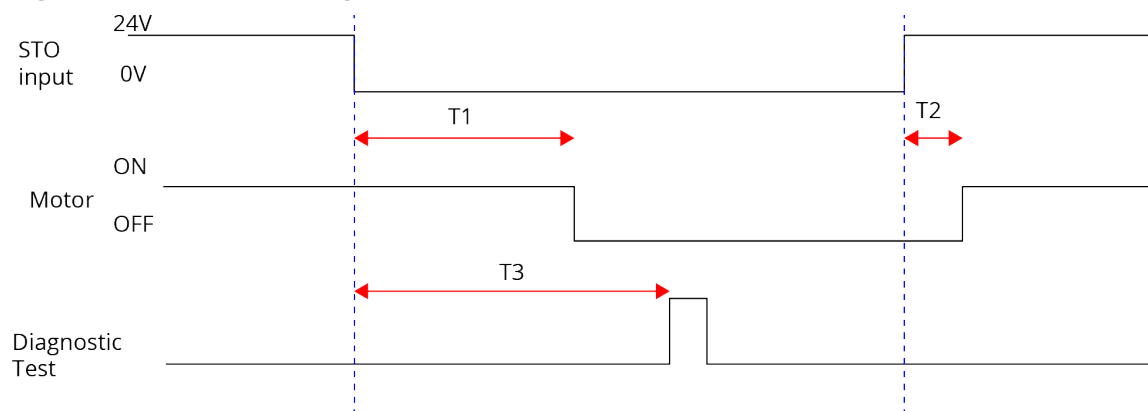 24V
STO
input
0V
T1
T2
ON
Motor
OFF
T3
Diagnostic
Test